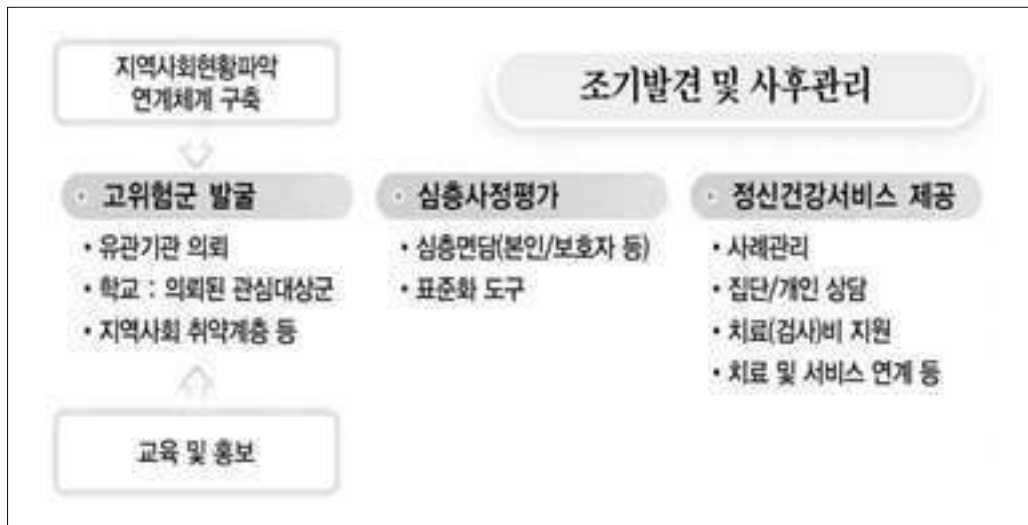 지역사회현황파악
연계체계 구축
조기발견 및 사후관리
· 고위험군 발굴
• 유관기관 의뢰
• 학교 : 의뢰된 관심대상군
• 지역사회 취약계층 등
· 심층사정평가
• 심층면담(본인/보호자 등)
• 표준화 도구
· 정신건강서비스 제공
• 사례관리
• 집단/개인 상담
• 치료(검사)비 지원
• 치료 및 서비스 연계 등
교육 및 홍보